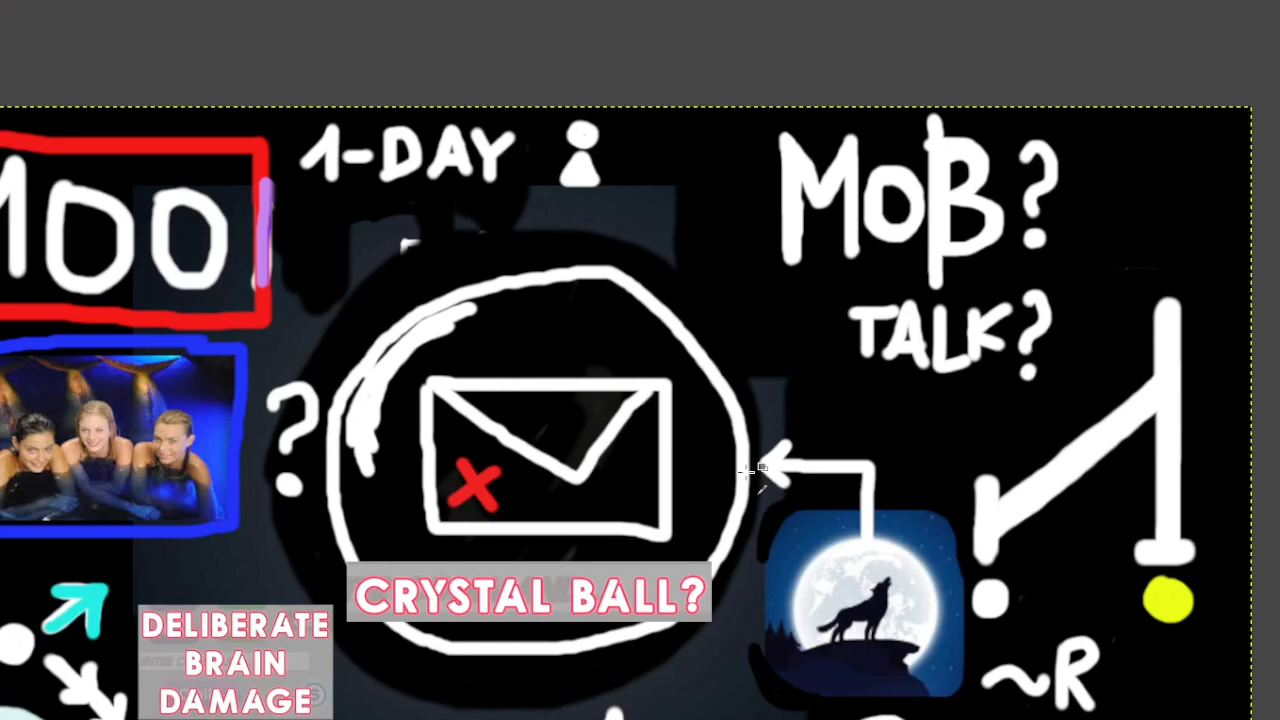 100
1-DAY
MOB?
TALK?
?
CRYSTAL BALL?
DELIBERATE
BRAIN
DAMAGE
~R